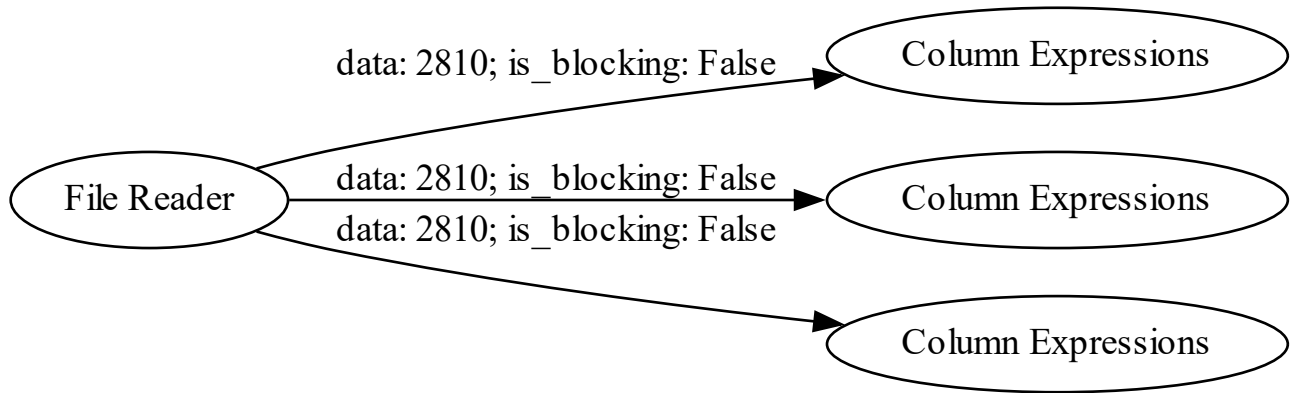 Column Expressions
data: 2810; is_blocking: False
File Reader
data: 2810; is_blocking: False
Column Expressions
data: 2810; is_blocking: False
Column Expressions